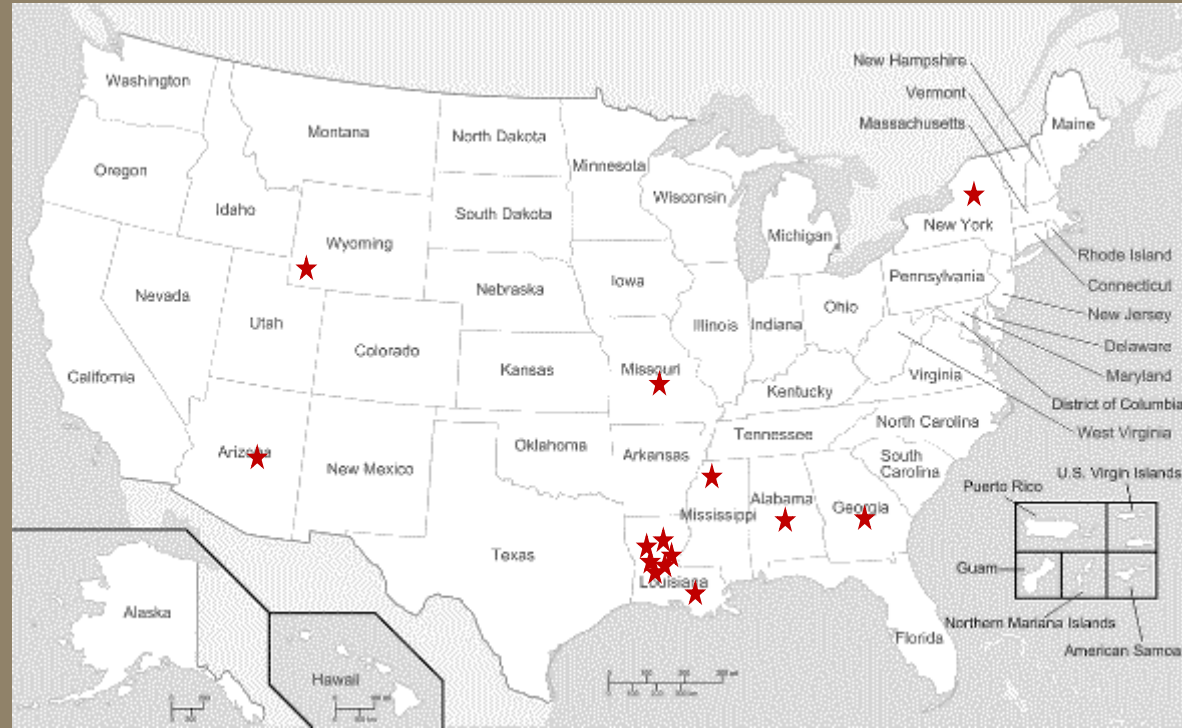 Washington
Oregon
California
Nevada
Idaho
Montana
Wyoming
Utah
Arizona
Colorado
New Mexico
North Dakota
South Dakota
Nebraska
Kansas
Oklahoma
Texas
Minnesota
Iowa
Missouri
Arkansas
Louisiana
Wisconsin
Illinois
Michigan
Indiana
Ohio
Kentucky
Tennessee
Mississippi
Alabama
Georgia
Florida
South
Carolina
North Carolina
Virginia
Pennsylvania
New York
Maine
New Hampshire
Vermont
Massachusetts
Rhode Island
Connecticut
New Jersey
Delaware
Maryland
District of Columbia
West Virginia
U.S. Virgin Islands
Puerto Rico
Guam
Northern Mariana Islands
American Samoa
Alaska
Hawaii